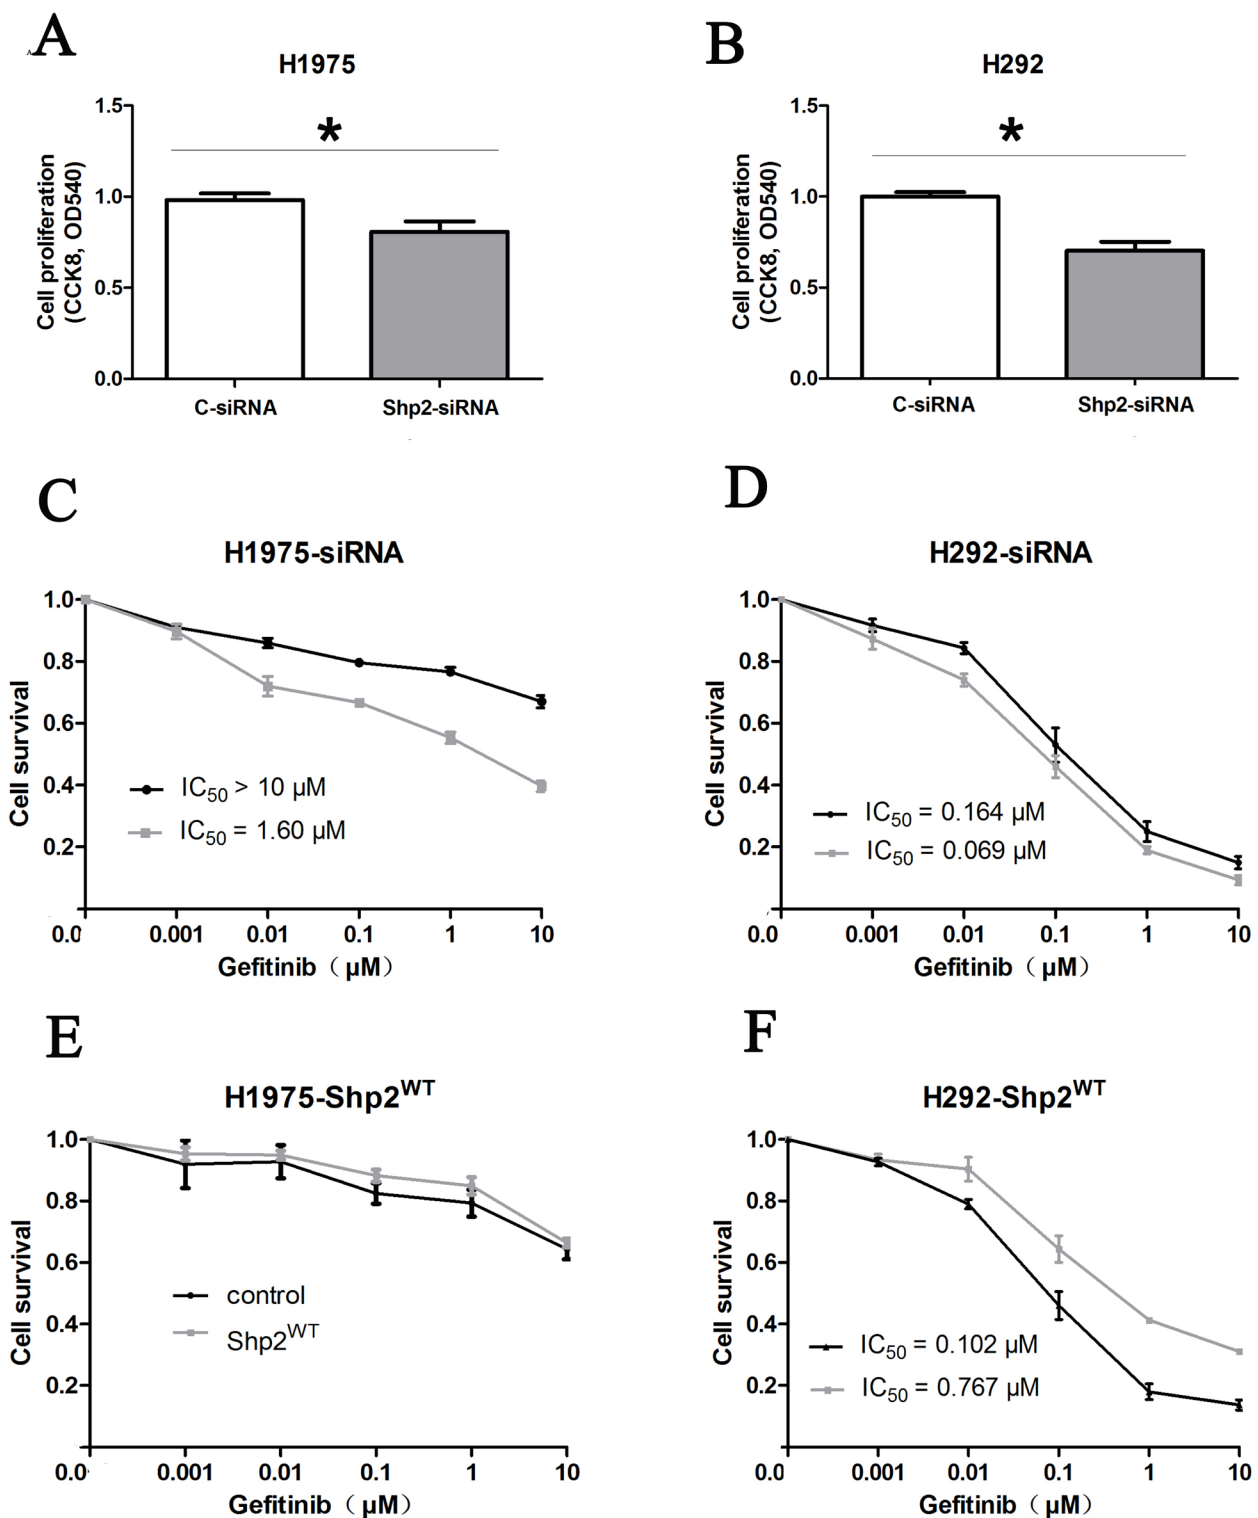 A
H1975
Cell proliferation
(CCK8, OD540)
1.5
*
1.0
0.5
0.0
C-siRNA Shp2-siRNA
B
H292
Cell proliferation
(CCK8, OD540)
1.5
*
1.0
0.5
0.0
C-siRNA Shp2-siRNA
C
H1975-siRNA
Cell survival
1.0
0.8
0.6
0.4
0.2
IC50 > 10 μM
IC50 = 1.60 μM
0.0 0.001 0.01 0.1 1 10
Gefitinib（μM）
D
H292-siRNA
Cell survival
1.0
0.8
0.6
0.4
0.2
IC50 = 0.164 μM
IC50 = 0.069 μM
0.0 0.001 0.01 0.1 1 10
Gefitinib（μM）
E
H1975-Shp2WT
Cell survival
1.0
0.8
0.6
0.4
0.2
control
Shp2WT
0.0 0.001 0.01 0.1 1 10
Gefitinib（μM）
F
H292-Shp2WT
Cell survival
1.0
0.8
0.6
0.4
0.2
IC50 = 0.102 μM
IC50 = 0.767 μM
0.0 0.001 0.01 0.1 1 10
Gefitinib（μM）